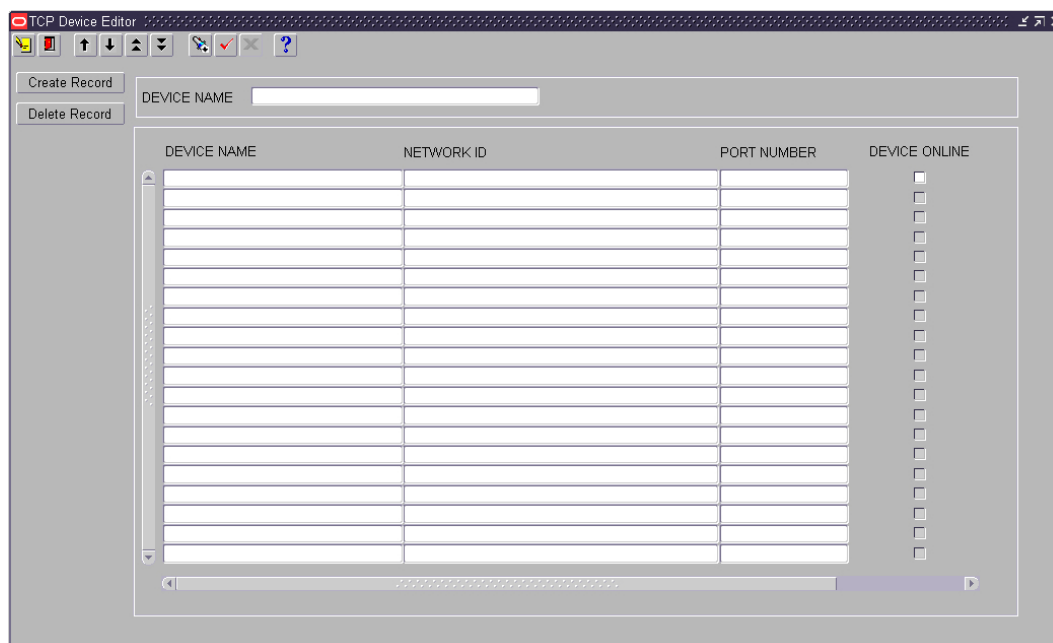 TCP Device Editor
?
Create Record
Delete Record
DEVICE NAME
DEVICE NAME NETWORK ID PORT NUMBER DEVICE ONLINE